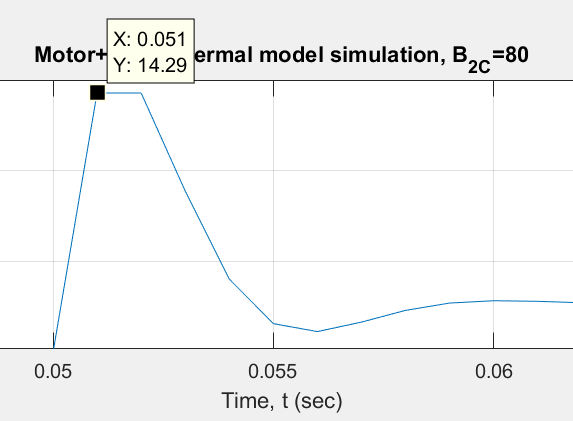 X: 0.051
Y: 14.29
Motor+ ermal model simulation, B2C=80
0.05 0.055 0.06
Time, t (sec)